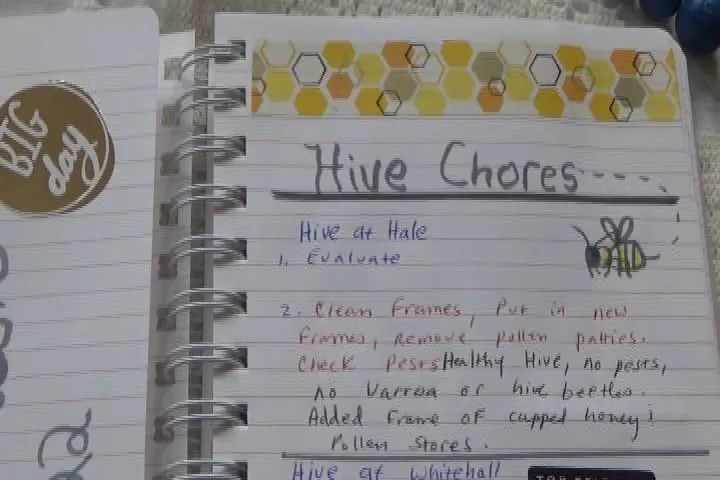 BIG
day
Hive Chores----.
Hive at Hale
1. Evaluate
2. Clean Frames, Put in new
Frames, remove pollen patties.
Check Pests Healthy Hive, no pests,
no Varroa or hive beetles.
Added Frame of capped honey;
Pollen Stores.
Hive at Whitehall